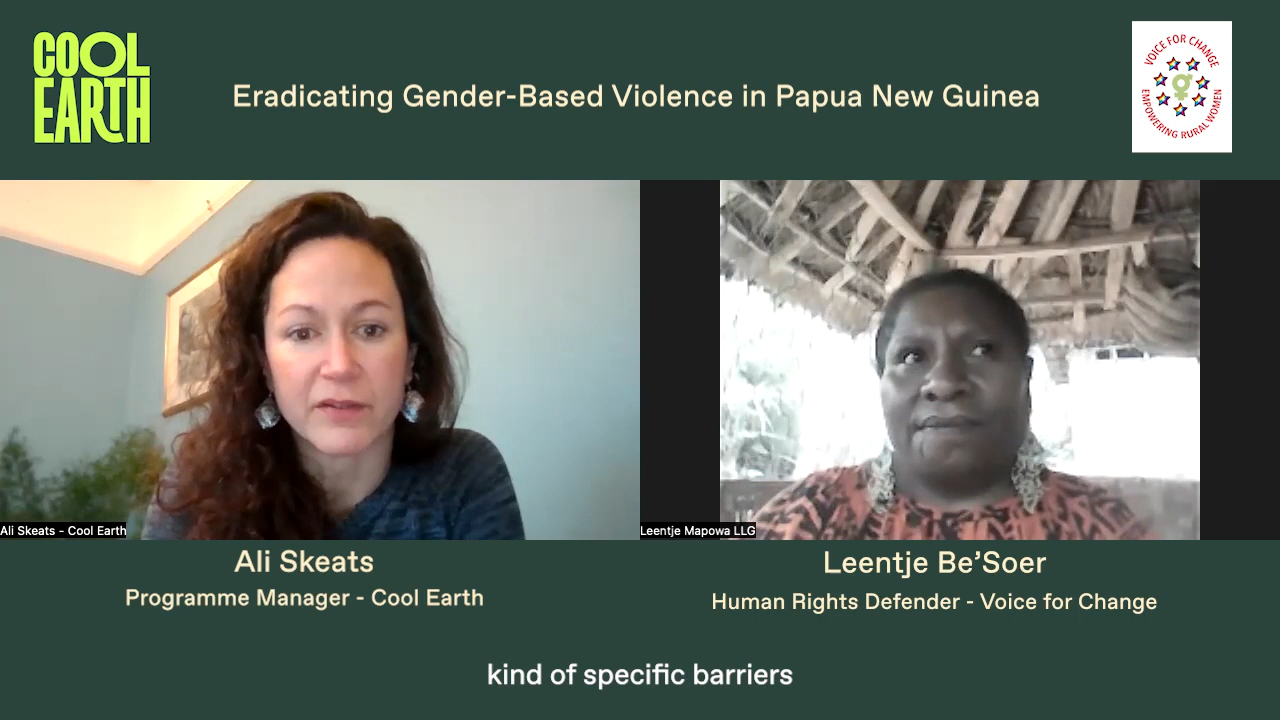 COOL
EARTH
Eradicating Gender-Based Violence in Papua New Guinea
VOICE FOR CHANGE
EMPOWERING RURAL WOMEN
Ali Skeats - Cool Earth
Leentje Mapowa LLG
Ali Skeats
Programme Manager - Cool Earth
Leentje Be’Soer
Human Rights Defender - Voice for Change
kind of specific barriers